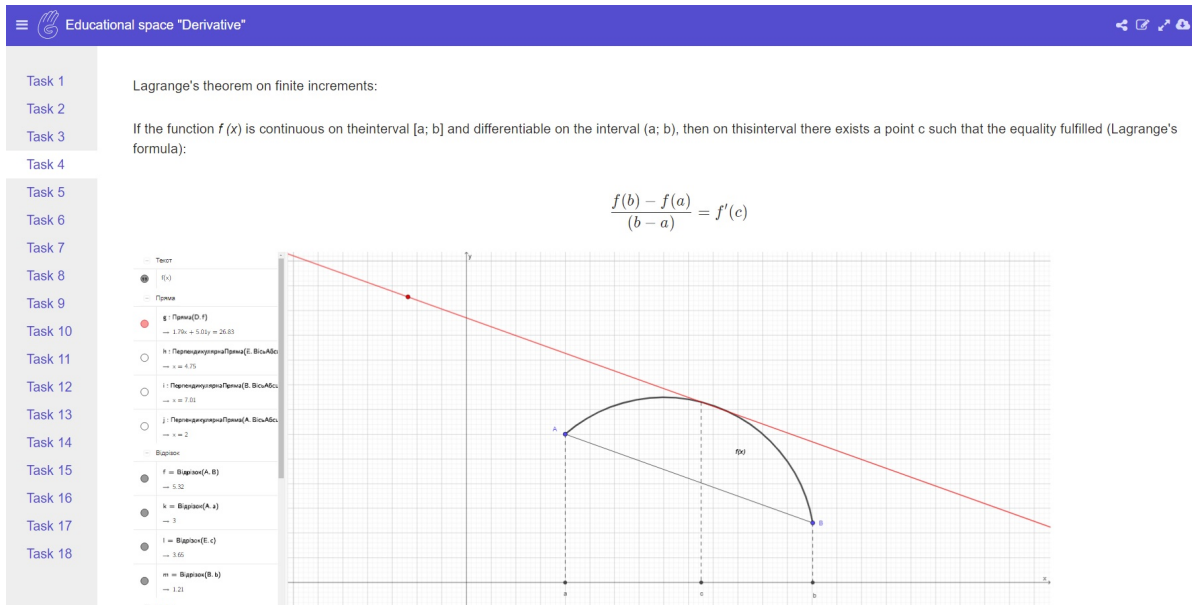 Educational space "Derivative"
Task 1
Task 2
Task 3
Task 4
Task 5
Task 6
Task 7
Task 8
Task 9
Task 10
Task 11
Task 12
Task 13
Task 14
Task 15
Task 16
Task 17
Task 18
Lagrange's theorem on finite increments:
If the function f (x) is continuous on theinterval [a; b] and differentiable on the interval (a; b), then on thisinterval there exists a point c such that the equality fulfilled (Lagrange's
formula):
f(b) − f(a)
(b − a)
= f′(c)
Текст
f(x)
Пряма
g : Пряма(D, f)
→ 1.79x + 5.01y = 26.83
h : ПерпендикулярнаПряма(E, ВісьАбсц
→ x = 4.75
i : ПерпендикулярнаПряма(B, ВісьАбсц
→ x = 7.01
j : ПерпендикулярнаПряма(A, ВісьАбсц
→ x = 2
Відрізок
f = Відрізок(A, B)
→ 5.32
k = Відрізок(A, a)
→ 3
l = Відрізок(E, c)
→ 3.65
m = Відрізок(B, b)
→ 1.21
y
A
f(x)
B
x
a
c
b